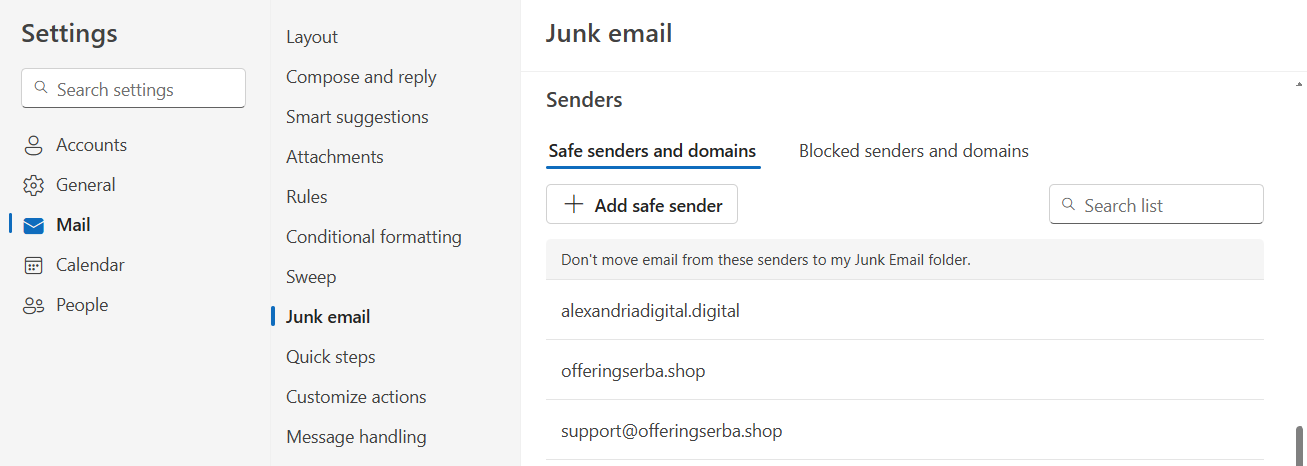 Settings
Search settings
Accounts
General
Mail
Calendar
People
Layout
Compose and reply
Smart suggestions
Attachments
Rules
Conditional formatting
Sweep
Junk email
Quick steps
Customize actions
Message handling
Junk email
Senders
Safe senders and domains
Blocked senders and domains
Add safe sender
Search list
Don't move email from these senders to my Junk Email folder.
alexandriadigital.digital
offeringserba.shop
support@offeringserba.shop